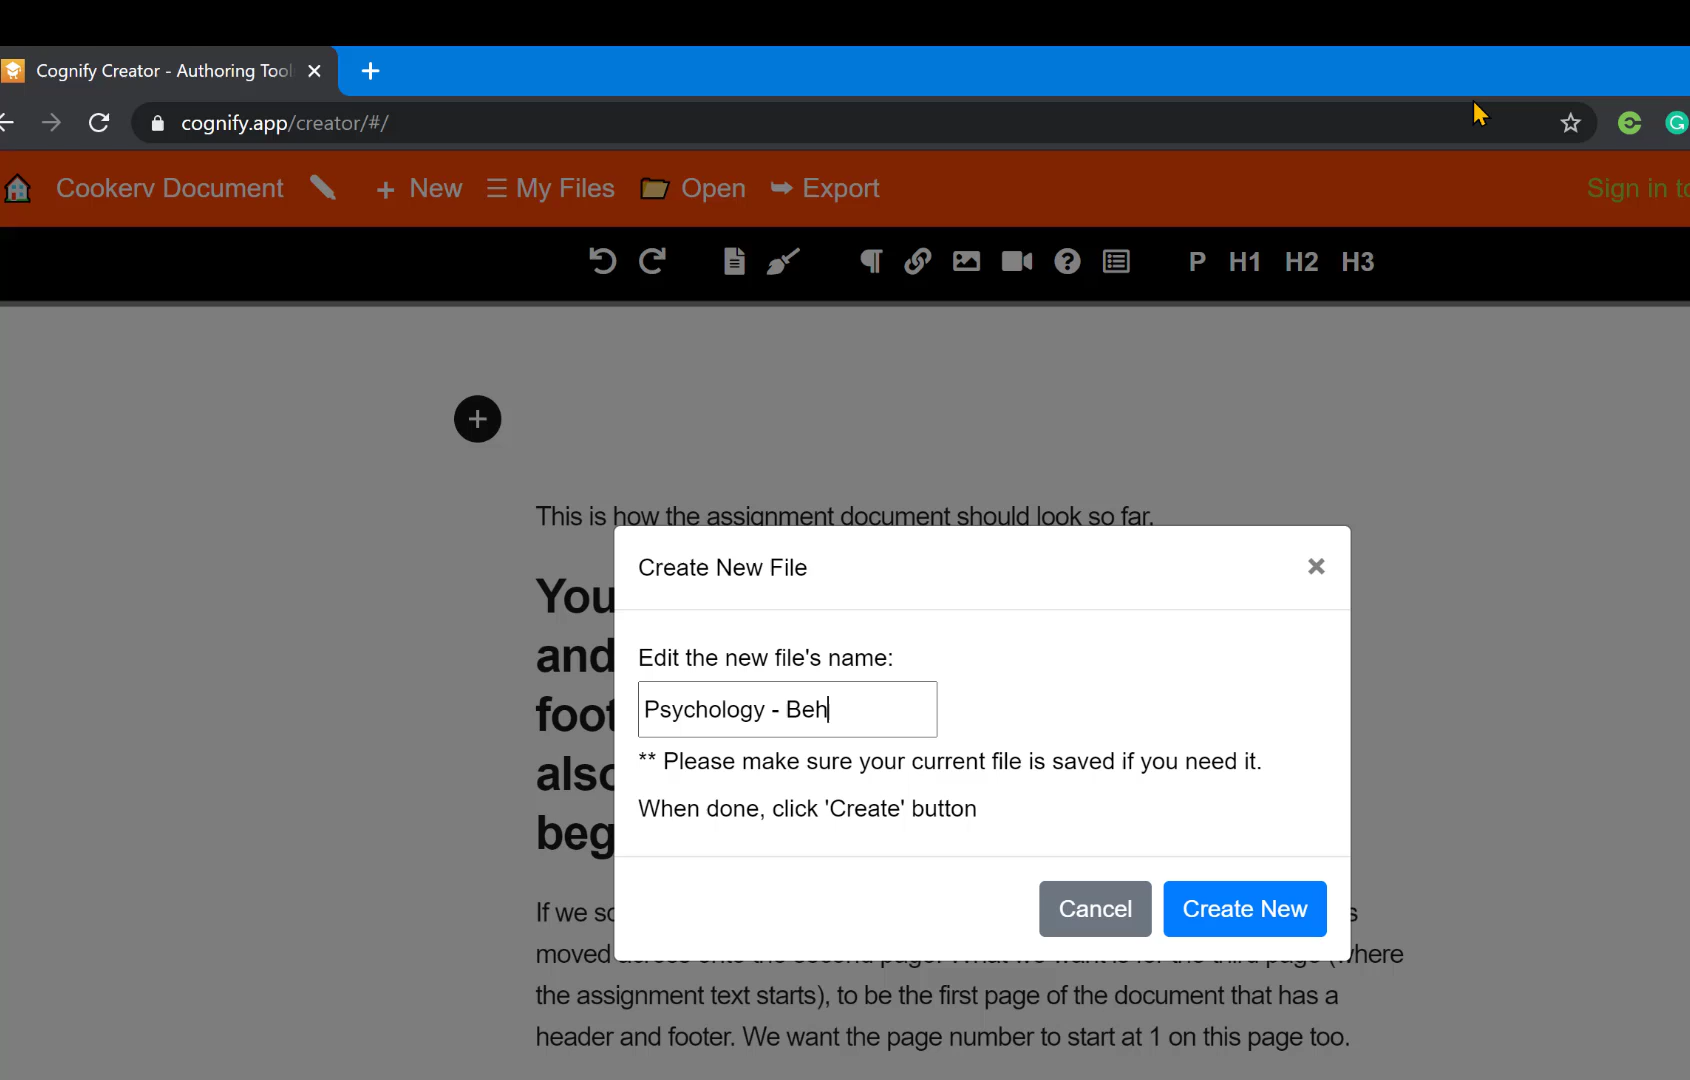 Cognify Creator - Authoring Tool
cognify.app/creator/#/
Cookerv Document
+ New
My Files
Open
Export
Sign in to
P H1 H2 H3
This is how the assignment document should look so far.
You
and
foot
also
beg
Create New File
Edit the new file's name:
Psychology - Beh
** Please make sure your current file is saved if you need it.
When done, click 'Create' button
Cancel
Create New
If we
moved
the assignment text starts), to be the first page of the document that has a
header and footer. We want the page number to start at 1 on this page too.